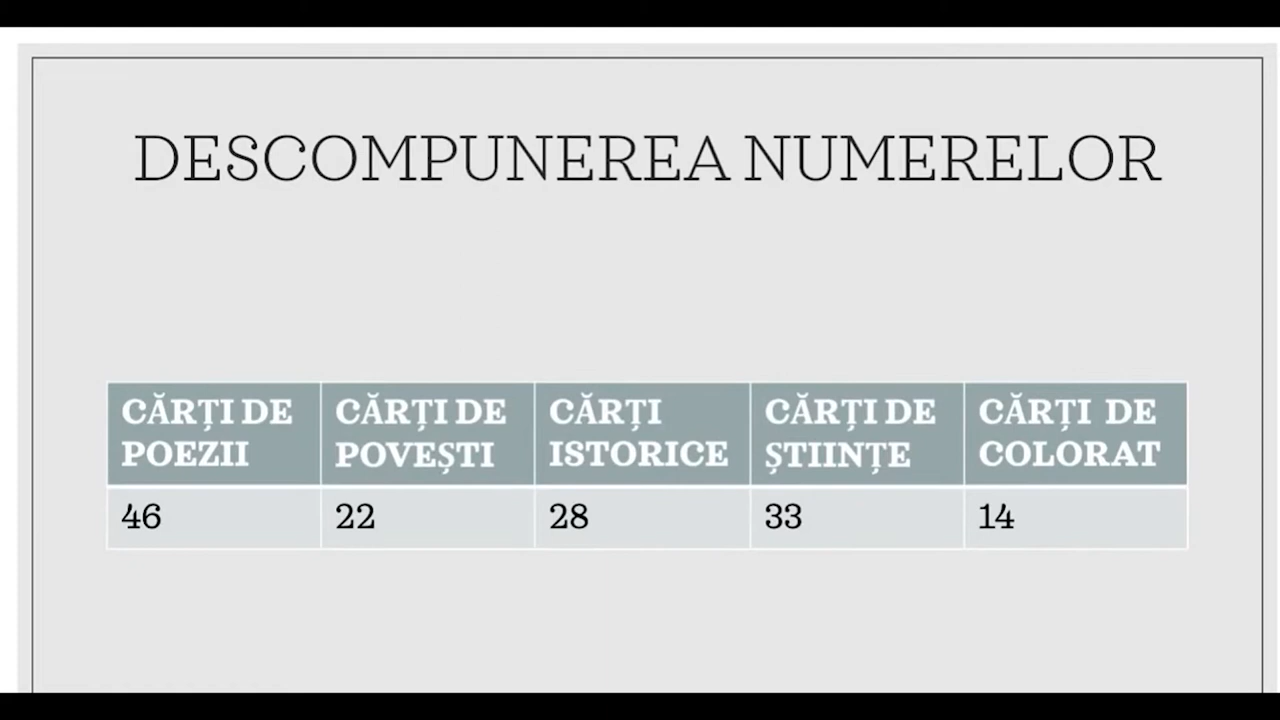 DESCOMPUNEREA NUMERELOR
CĂRȚI DE POEZII
CĂRȚI DE POVEȘTI
CĂRȚI ISTORICE
CĂRȚI DE ȘTIINȚE
CĂRȚI DE COLORAT
46 22 28 33 14